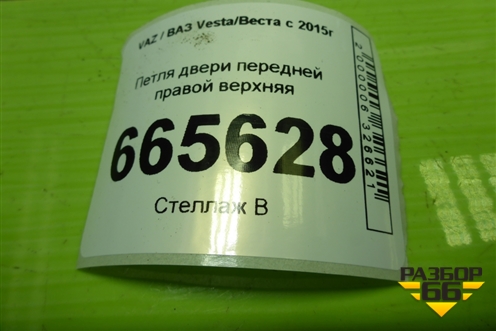 VAZ / ВАЗ Vesta/Веста с 2015г
Петля двери передней
правой верхняя
665628
Стеллаж В
2000006326621
РАЗБОР
66